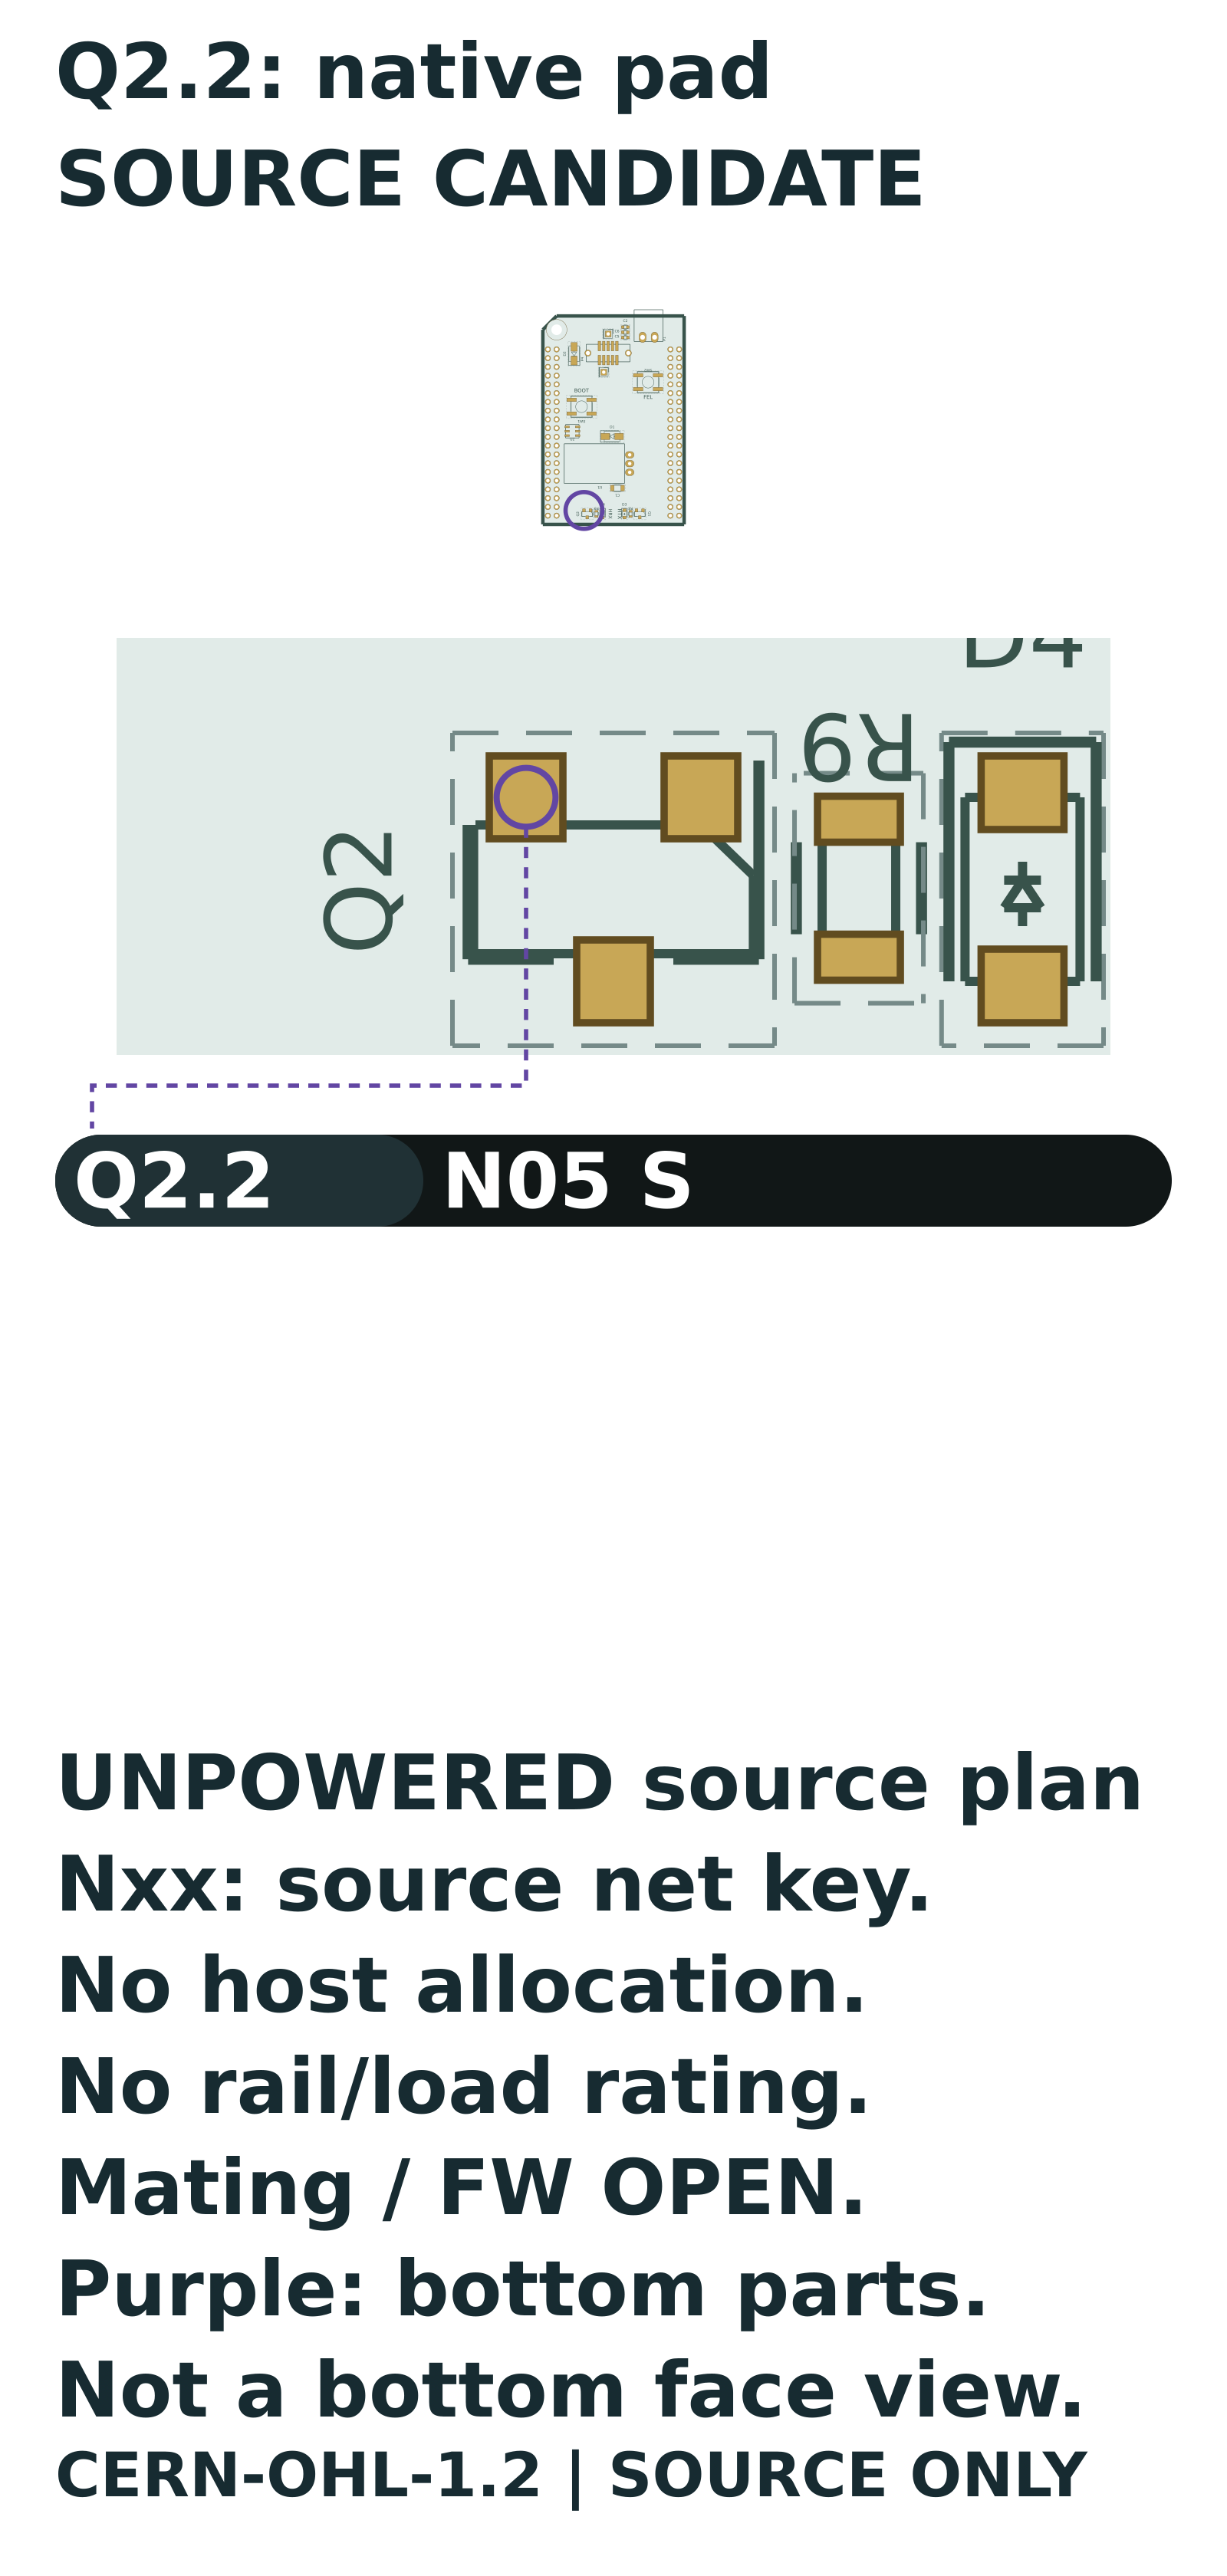 Q2.2: native pad
SOURCE CANDIDATE
BOOT
FEL
D4
R9
Q2
Q2.2 N05 S
UNPOWERED source plan
Nxx: source net key.
No host allocation.
No rail/load rating.
Mating / FW OPEN.
Purple: bottom parts.
Not a bottom face view.
CERN-OHL-1.2 | SOURCE ONLY